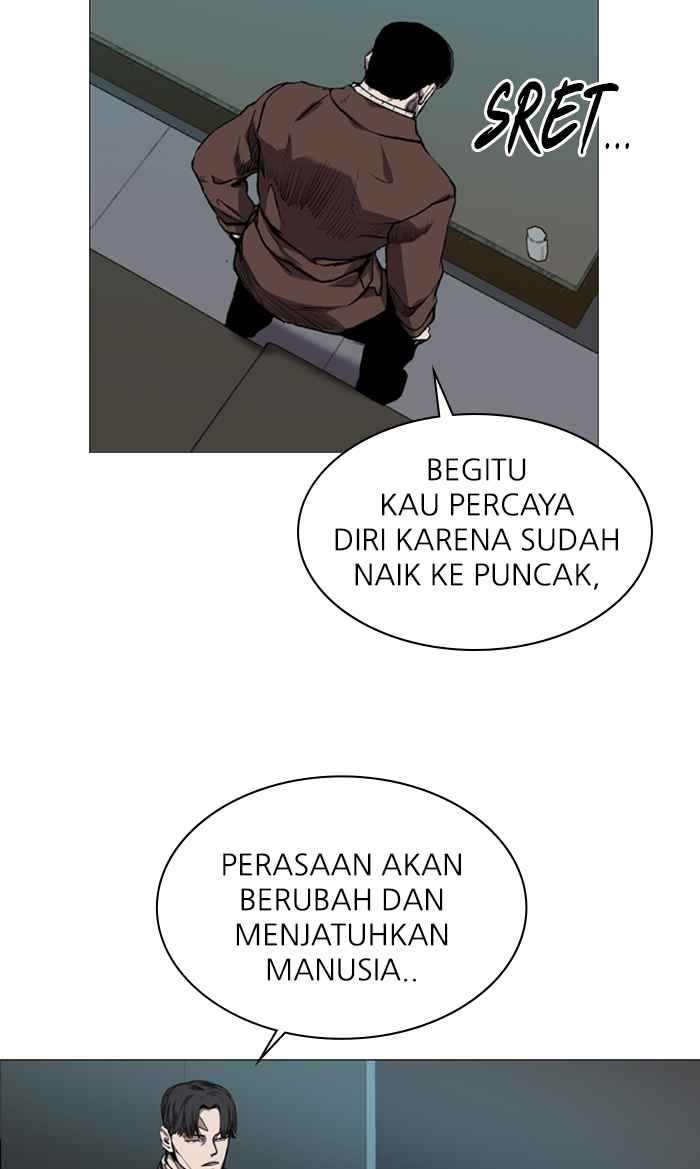 SRET...
BEGITU
KAU PERCAYA
DIRI KARENA SUDAH
NAIK KE PUNCAK,
PERASAAN AKAN
BERUBAH DAN
MENJATUHKAN
MANUSIA..